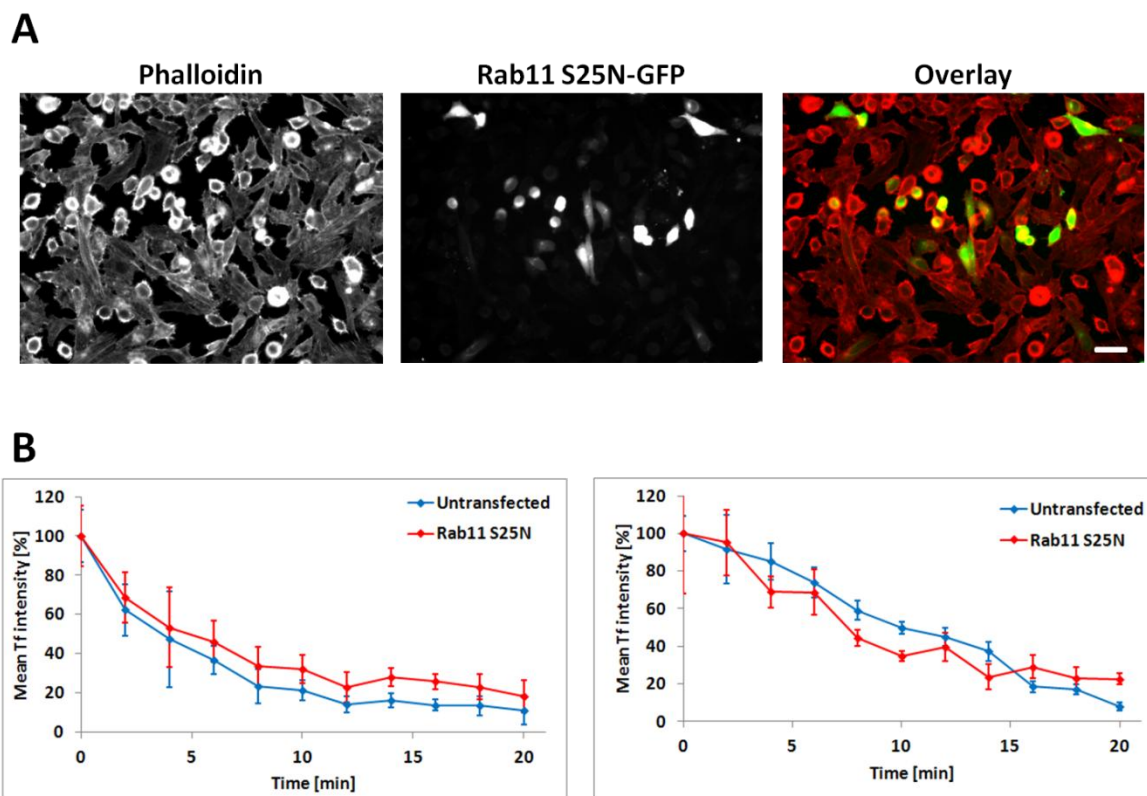 A
Phalloidin
Rab11 S25N-GFP
Overlay
B
Mean Tf intensity [%]
120
100
80
60
40
20
0
0
5
10
15
20
Time [min]
Untransfected
Rab11 S25N
Mean Tf intensity [%]
120
100
80
60
40
20
0
0
5
10
15
20
Time [min]
Untransfected
Rab11 S25N